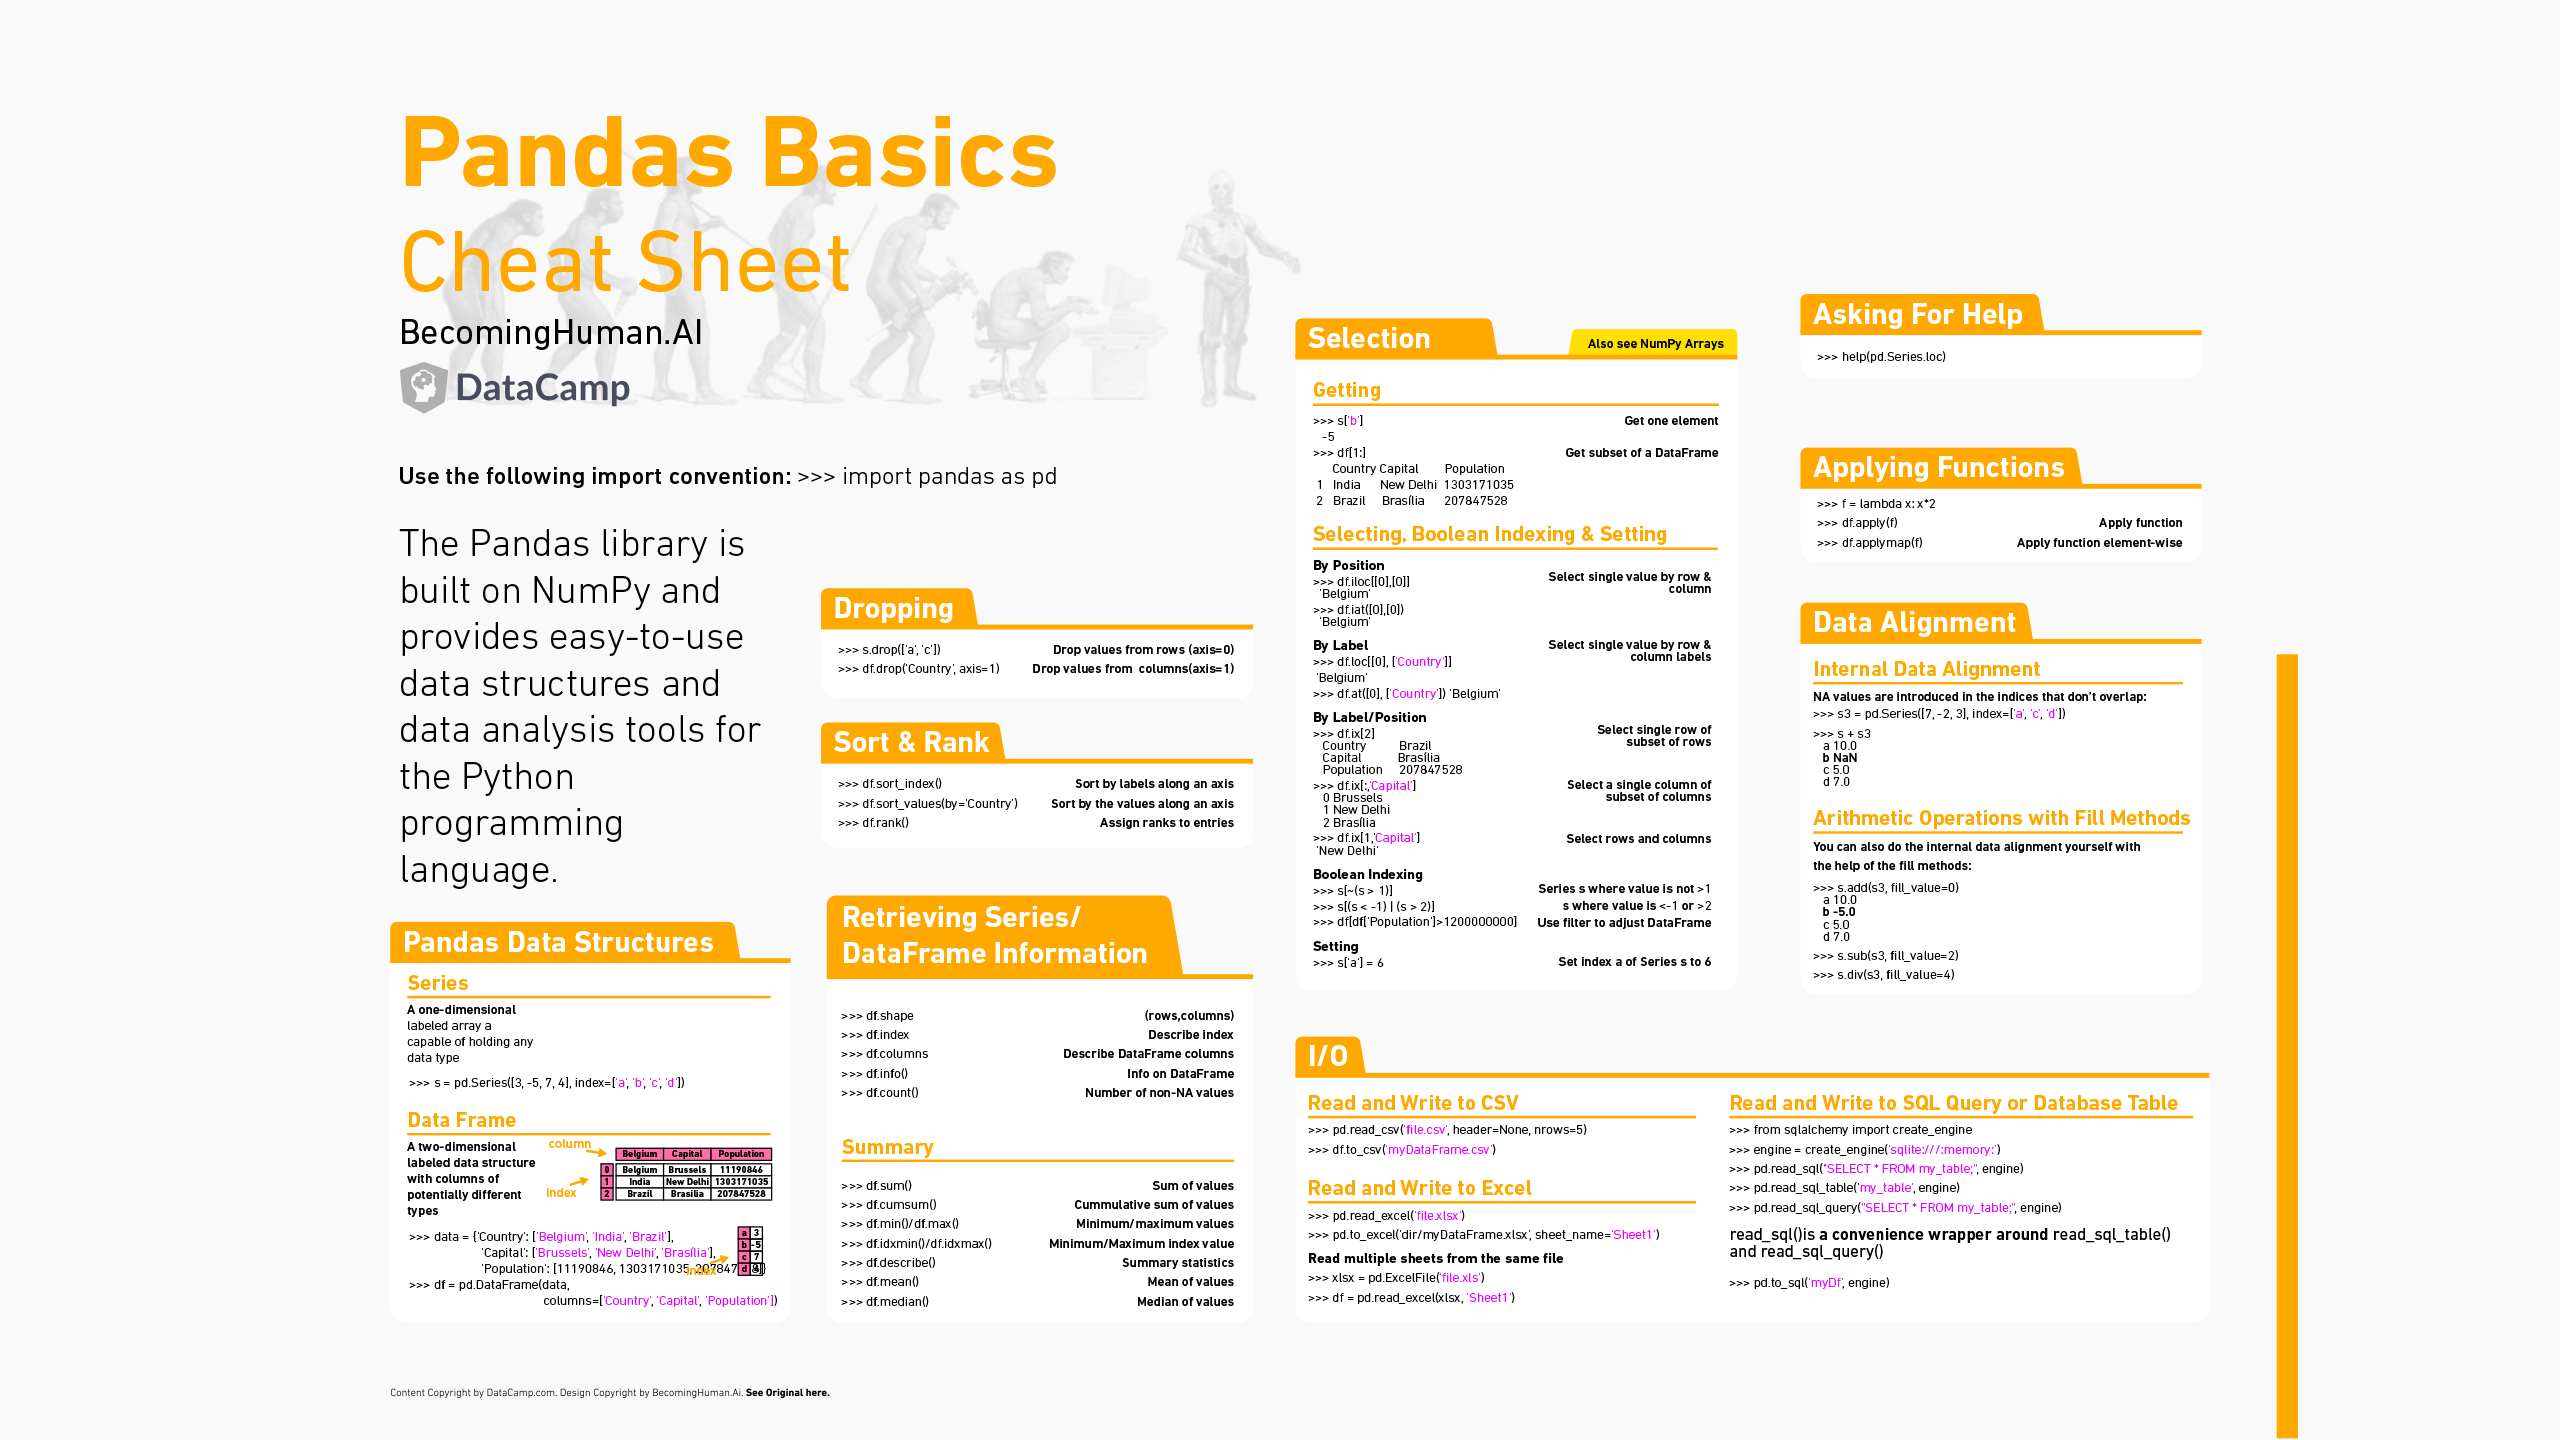 Pandas Basics
Cheat Sheet
BecomingHuman.AI
DataCamp
Use the following import convention: >>> import pandas as pd
The Pandas library is
built on NumPy and
provides easy-to-use
data structures and
data analysis tools for
the Python
programming
language.
Pandas Data Structures
Series
A one-dimensional
labeled array a
capable of holding any
data type
>>> s = pd.Series([3, -5, 7, 4], index=['a', 'b', 'c', 'd'])
Data Frame
A two-dimensional
labeled data structure
with columns of
potentially different
types
column
index
Belgium Capital Population
0 Belgium Brussels 11190846
1 India New Delhi 1303171035
2 Brazil Brasilia 207847528
>>> data = {'Country': ['Belgium', 'India', 'Brazil'],
'Capital': ['Brussels', 'New Delhi', 'Brasília'],
'Population': [11190846, 1303171035,
>>> df = pd.DataFrame(data,
columns=['Country', 'Capital', 'Population'])
a 3
b -5
c 7
d 4
index
Dropping
>>> s.drop(['a', 'c']) Drop values from rows (axis=0)
>>> df.drop('Country', axis=1) Drop values from columns(axis=1)
Sort & Rank
>>> df.sort_index() Sort by labels along an axis
>>> df.sort_values(by='Country') Sort by the values along an axis
>>> df.rank() Assign ranks to entries
Retrieving Series/
DataFrame Information
>>> df.shape (rows,columns)
>>> df.index Describe index
>>> df.columns Describe DataFrame columns
>>> df.info() Info on DataFrame
>>> df.count() Number of non-NA values
Summary
>>> df.sum() Sum of values
>>> df.cumsum() Cummulative sum of values
>>> df.min()/df.max() Minimum/maximum values
>>> df.idxmin()/df.idxmax() Minimum/Maximum index value
>>> df.describe() Summary statistics
>>> df.mean() Mean of values
>>> df.median() Median of values
Selection
Also see NumPy Arrays
Getting
>>> s['b'] Get one element
-5
>>> df[1:] Get subset of a DataFrame
Country Capital Population
1 India New Delhi 1303171035
2 Brazil Brasília 207847528
Selecting, Boolean Indexing & Setting
By Position
>>> df.iloc[[0],[0]] Select single value by row &
'Belgium' column
>>> df.iat([0],[0])
'Belgium'
By Label Select single value by row &
column labels
>>> df.loc[[0], ['Country']]
'Belgium'
>>> df.at([0], ['Country']) 'Belgium'
By Label/Position
>>> df.ix[2] Select single row of
Country Brazil subset of rows
Capital Brasília
Population 207847528
>>> df.ix[:,'Capital'] Select a single column of
0 Brussels subset of columns
1 New Delhi
2 Brasília
>>> df.ix[1,'Capital'] Select rows and columns
'New Delhi'
Boolean Indexing
>>> s[~(s > 1)] Series s where value is not >1
>>> s[(s < -1) | (s > 2)] s where value is <-1 or >2
>>> df[df['Population']>1200000000] Use filter to adjust DataFrame
Setting
>>> s['a'] = 6 Set index a of Series s to 6
Asking For Help
>>> help(pd.Series.loc)
Applying Functions
>>> f = lambda x: x*2
>>> df.apply(f) Apply function
>>> df.applymap(f) Apply function element-wise
Data Alignment
Internal Data Alignment
NA values are introduced in the indices that don't overlap:
>>> s3 = pd.Series([7, -2, 3], index=['a', 'c', 'd'])
>>> s + s3
a 10.0
b NaN
c 5.0
d 7.0
Arithmetic Operations with Fill Methods
You can also do the internal data alignment yourself with
the help of the fill methods:
>>> s.add(s3, fill_value=0)
a 10.0
b -5.0
c 5.0
d 7.0
>>> s.sub(s3, fill_value=2)
>>> s.div(s3, fill_value=4)
I/O
Read and Write to CSV
>>> pd.read_csv('file.csv', header=None, nrows=5)
>>> df.to_csv('myDataFrame.csv')
Read and Write to Excel
>>> pd.read_excel('file.xlsx')
>>> pd.to_excel('dir/myDataFrame.xlsx', sheet_name='Sheet1')
Read multiple sheets from the same file
>>> xlsx = pd.ExcelFile('file.xls')
>>> df = pd.read_excel(xlsx, 'Sheet1')
Read and Write to SQL Query or Database Table
>>> from sqlalchemy import create_engine
>>> engine = create_engine('sqlite:///:memory:')
>>> pd.read_sql("SELECT * FROM my_table;", engine)
>>> pd.read_sql_table('my_table', engine)
>>> pd.read_sql_query("SELECT * FROM my_table;", engine)
read_sql()is a convenience wrapper around read_sql_table()
and read_sql_query()
>>> pd.to_sql('myDf', engine)
Content Copyright by DataCamp.com. Design Copyright by BecomingHuman.Ai. See Original here.